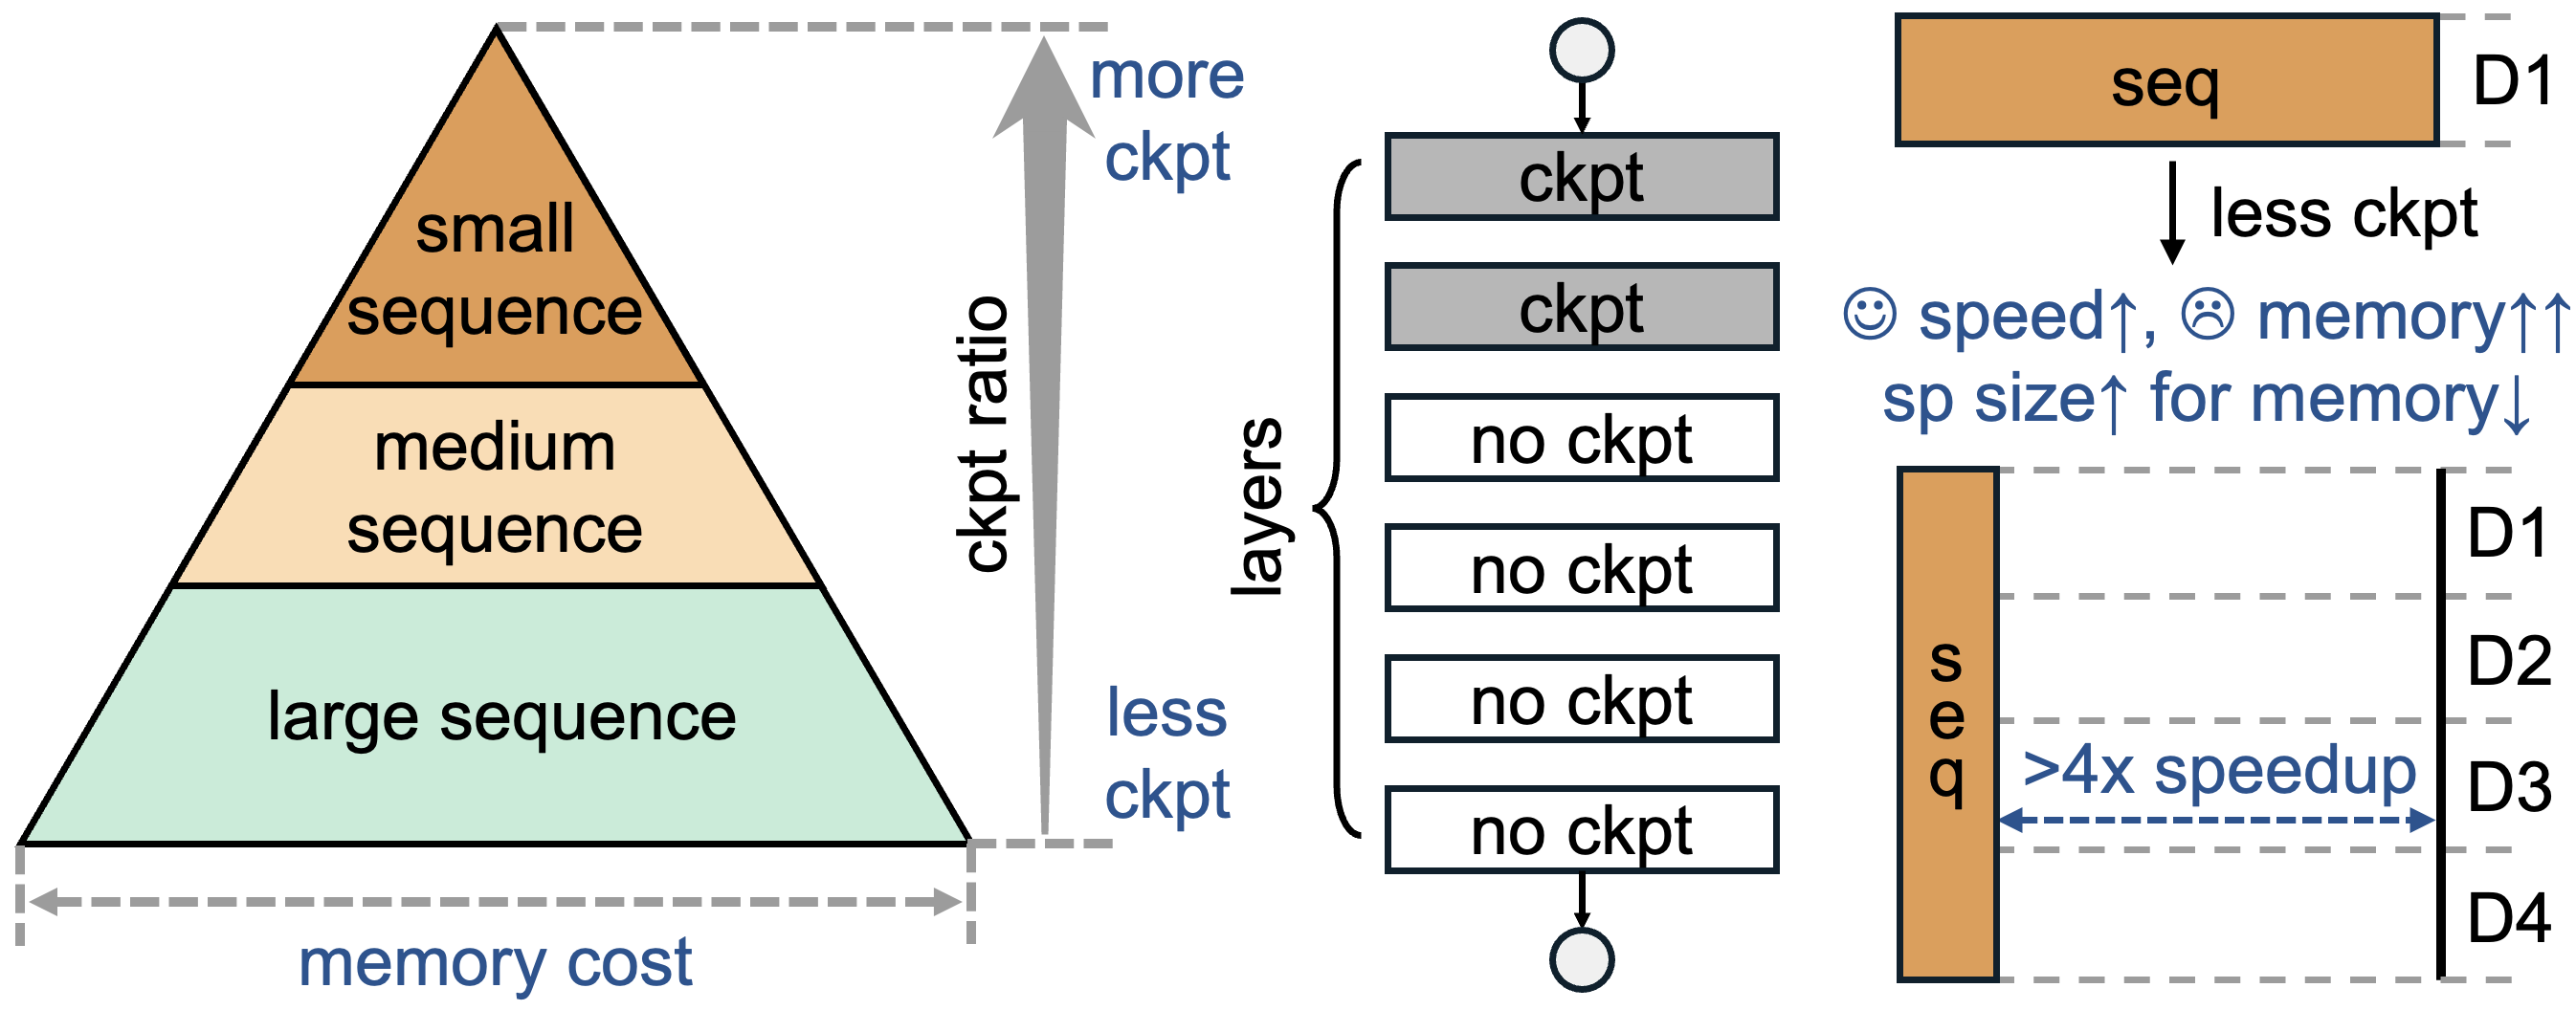 small
sequence
medium
sequence
large sequence
memory cost
ckpt ratio
more
ckpt
less
ckpt
layers
ckpt
ckpt
no ckpt
no ckpt
no ckpt
no ckpt
seq
D1
less ckpt
☺ speed↑, ☹ memory↑↑
sp size↑ for memory↓
seq
>4x speedup
D1
D2
D3
D4